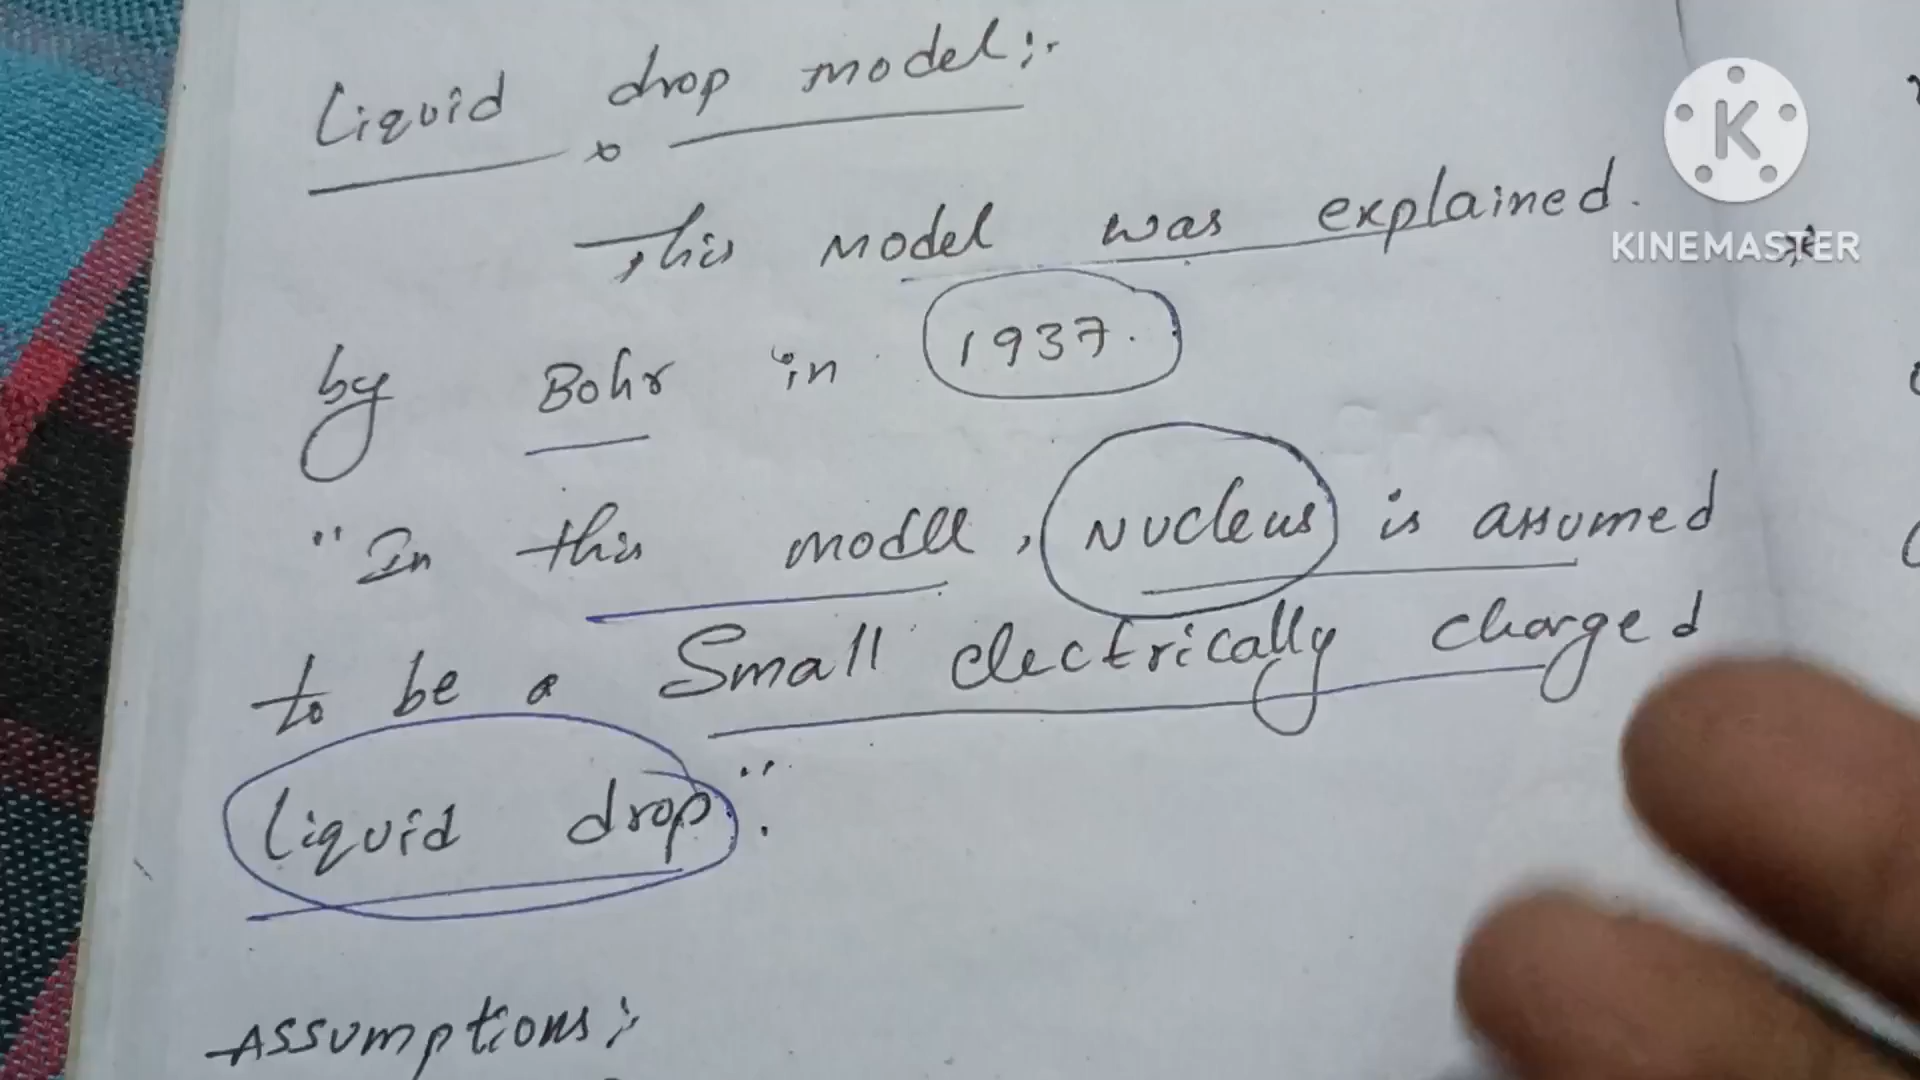 Liquid drop model:-
This model was explained.
by Bohr in 1937.
"In this model, Nucleus is assumed
to be a Small electrically charged
liquid drop".
Assumptions:
K
KINEMASTER